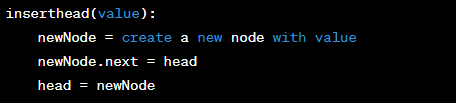 inserthead(value):
    newNode = create a new node with value
    newNode.next = head
    head = newNode